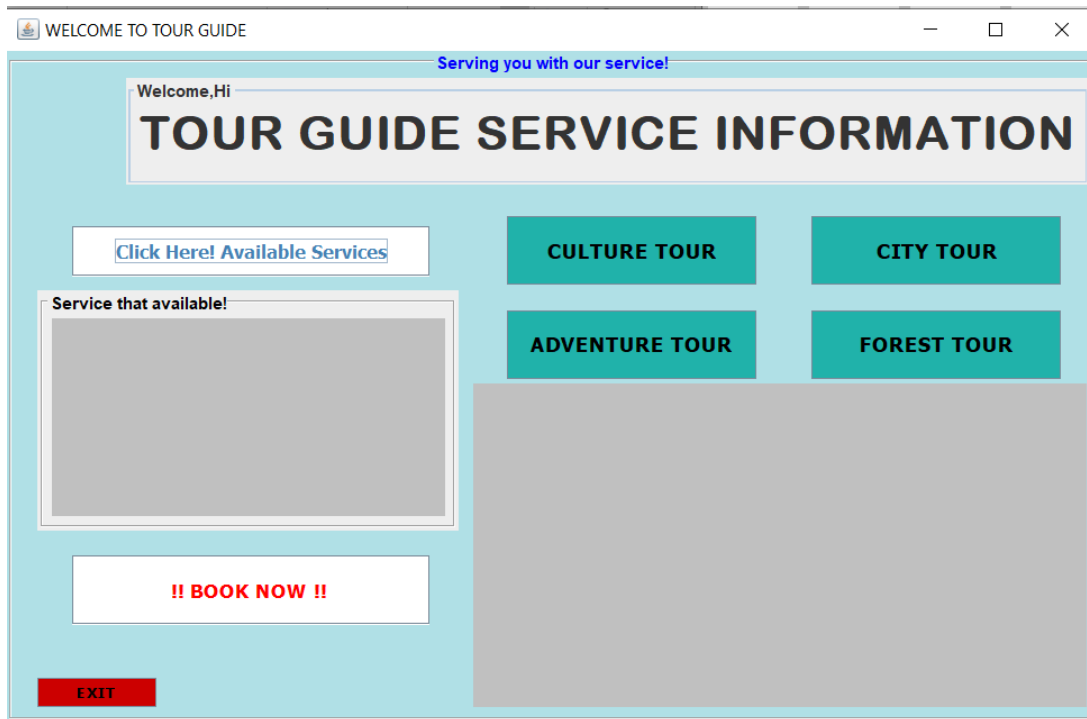 WELCOME TO TOUR GUIDE
Serving you with our service!
Welcome,Hi
TOUR GUIDE SERVICE INFORMATION
Click Here! Available Services
CULTURE TOUR
CITY TOUR
Service that available!
ADVENTURE TOUR
FOREST TOUR
!! BOOK NOW !!
EXIT